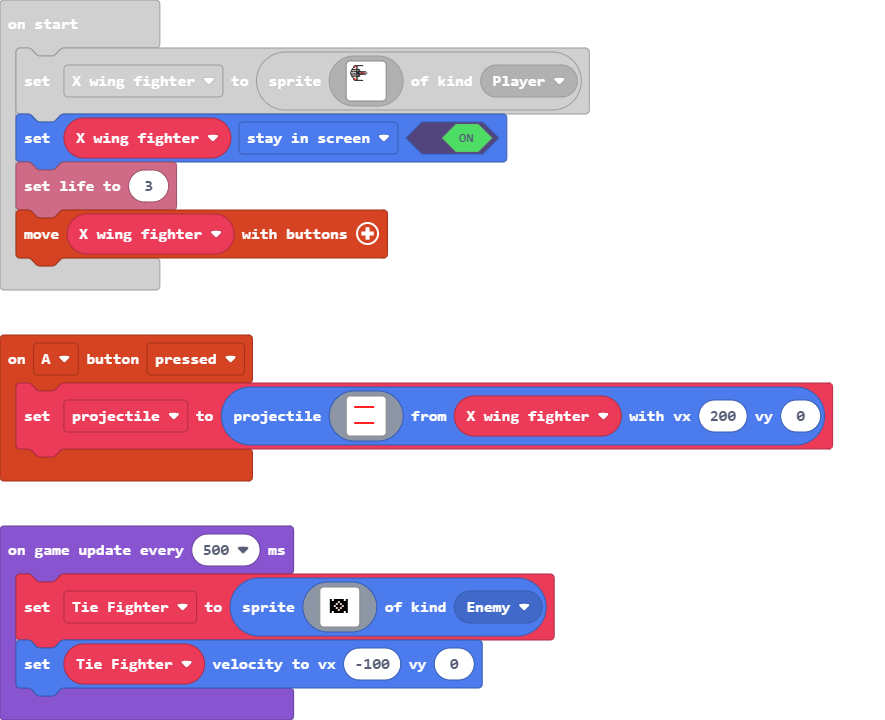 on start
set X wing fighter to sprite of kind Player
set X wing fighter stay in screen ON
set life to 3
move X wing fighter with buttons
on A button pressed
set projectile to projectile from X wing fighter with vx 200 vy 0
on game update every 500 ms
set Tie Fighter to sprite of kind Enemy
set Tie Fighter velocity to vx -100 vy 0